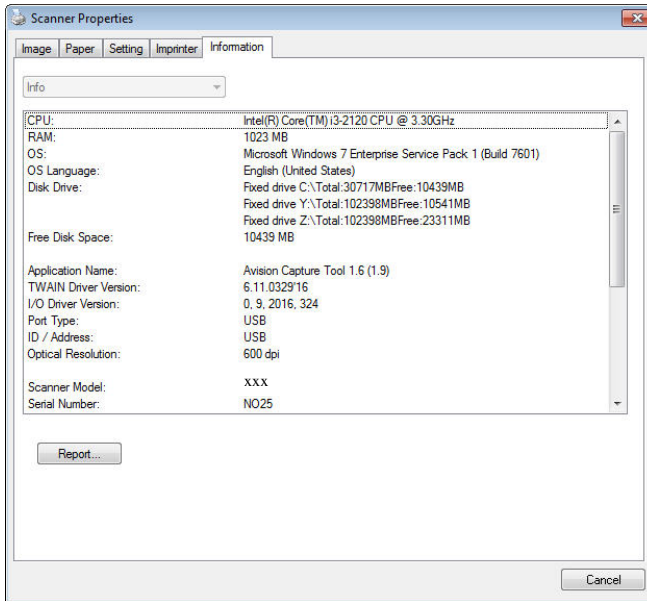 Scanner Properties
Image Paper Setting Imprinter Information
Info
CPU: Intel(R) Core(TM) i3-2120 CPU @ 3.30GHz
RAM: 1023 MB
OS: Microsoft Windows 7 Enterprise Service Pack 1 (Build 7601)
OS Language: English (United States)
Disk Drive: Fixed drive C:\Total:30717MBFree:10439MB
Fixed drive Y:\Total:102398MBFree:10541MB
Fixed drive Z:\Total:102398MBFree:23311MB
Free Disk Space: 10439 MB
Application Name: Avision Capture Tool 1.6 (1.9)
TWAIN Driver Version: 6.11.0329'16
I/O Driver Version: 0, 9, 2016, 324
Port Type: USB
ID / Address: USB
Optical Resolution: 600 dpi
Scanner Model: xxx
Serial Number: NO25
Report...
Cancel